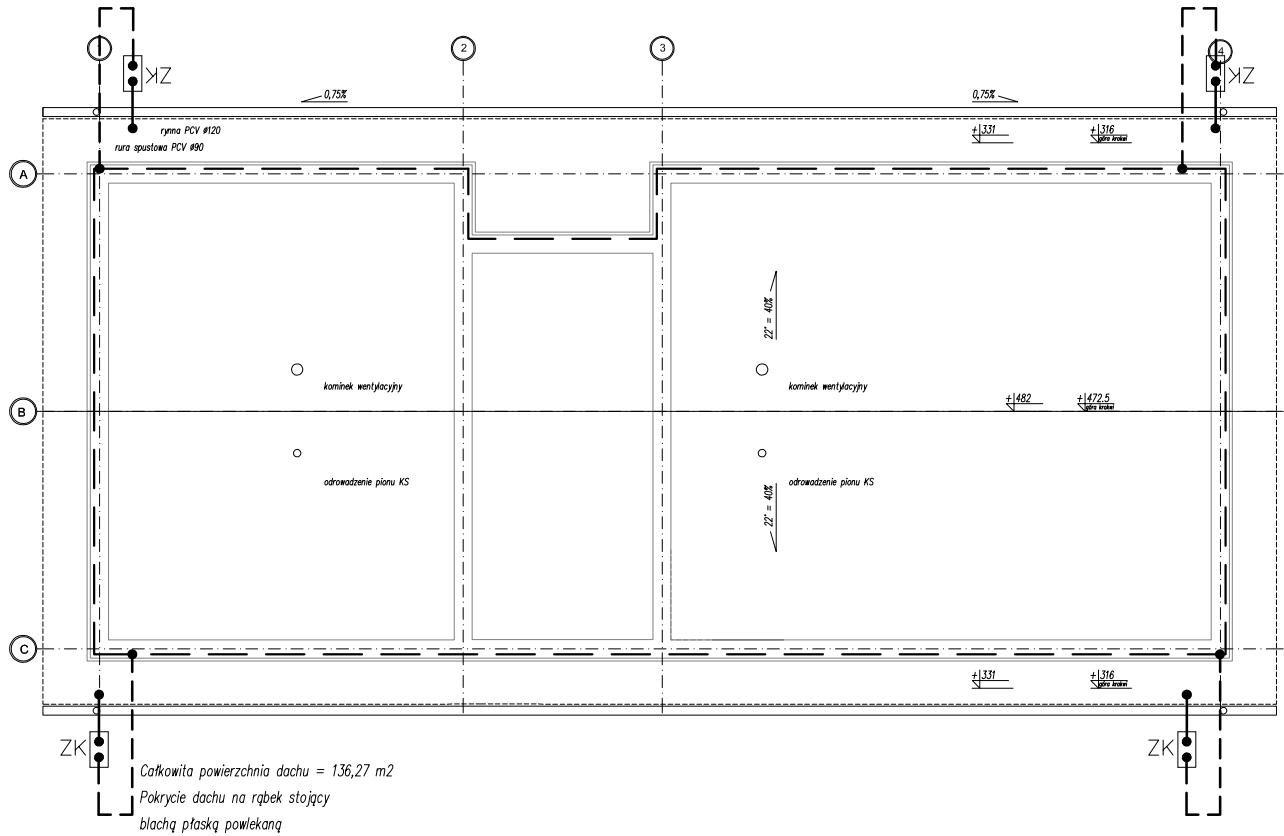 1
2
3
4
ZK
ZK
0,75%
0,75%
rynna PCV ø120
rura spustowa PCV ø90
+331
+316
góra krokwi
A
22° = 40%
kominek wentylacyjny
kominek wentylacyjny
B
+482
+472.5
góra krokwi
odrowadzenie pionu KS
odrowadzenie pionu KS
22° = 40%
C
+331
+316
góra krokwi
ZK
ZK
Całkowita powierzchnia dachu = 136,27 m2
Pokrycie dachu na rąbek stojący
blachą płaską powlekaną